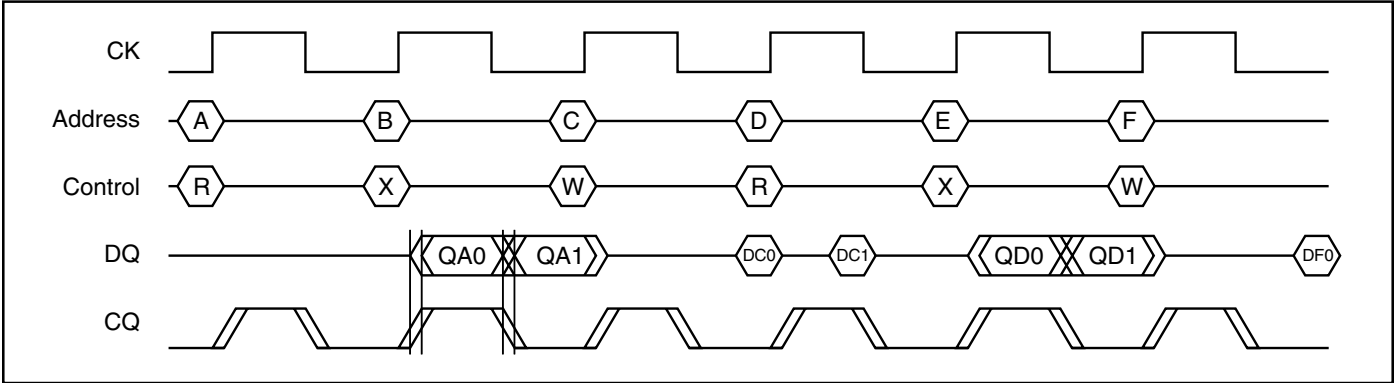 CK
Address A B C D E F
Control R X W R X W
DQ QA0 QA1 DC0 DC1 QD0 QD1 DF0
CQ